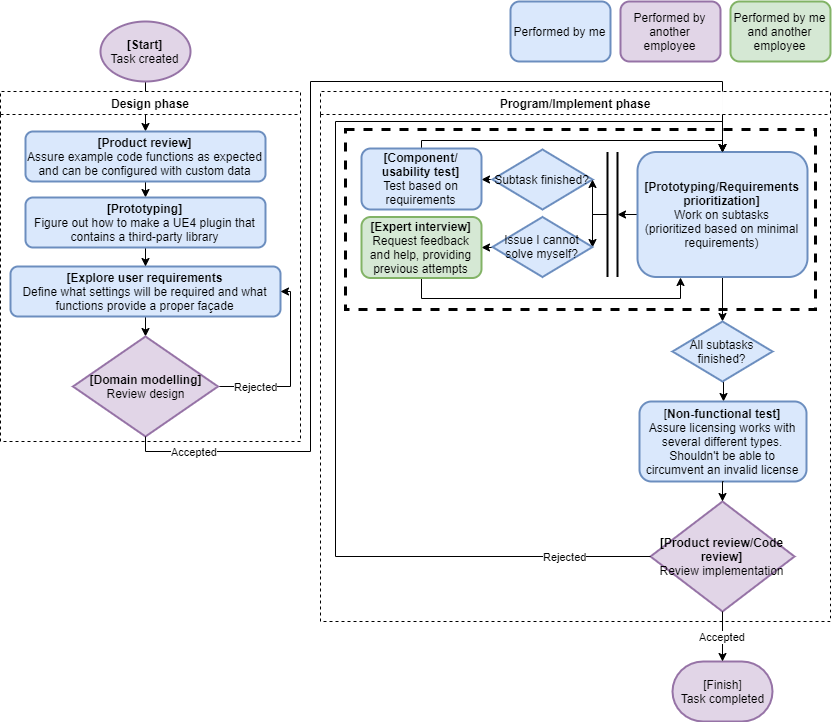 Performed by me
Performed by
another
employee
Performed by me
and another
employee
[Start]
Task created
Design phase
[Product review]
Assure example code functions as expected
and can be configured with custom data
[Prototyping]
Figure out how to make a UE4 plugin that
contains a third-party library
[Explore user requirements
Define what settings will be required and what
functions provide a proper façade
[Domain modelling]
Review design
Rejected
Accepted
Program/Implement phase
[Component/
usability test]
Test based on
requirements
Subtask finished?
[Expert interview]
Request feedback
and help, providing
previous attempts
Issue I cannot
solve myself?
[Prototyping/Requirements
prioritization]
Work on subtasks
(prioritized based on minimal
requirements)
All subtasks
finished?
[Non-functional test]
Assure licensing works with
several different types.
Shouldn't be able to
circumvent an invalid license
[Product review/Code
review]
Review implementation
Rejected
Accepted
[Finish]
Task completed